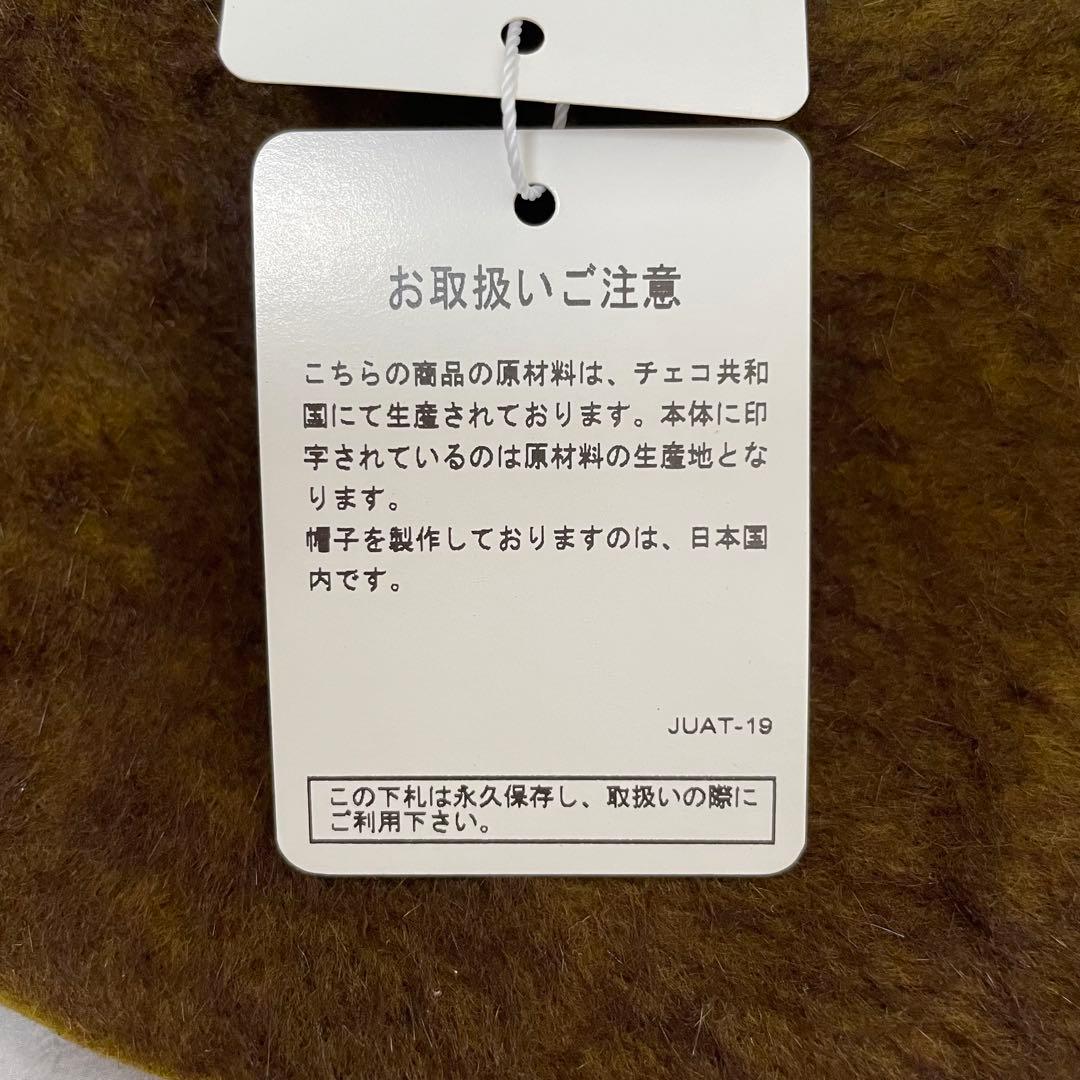 お取扱いご注意
こちらの商品の原材料は、チェコ共和
国にて生産されております。本体に印
字されているのは原材料の生産地とな
ります。
帽子を製作しておりますのは、日本国
内です。
JUAT-19
この下札は永久保存し、取扱いの際に
ご利用下さい。